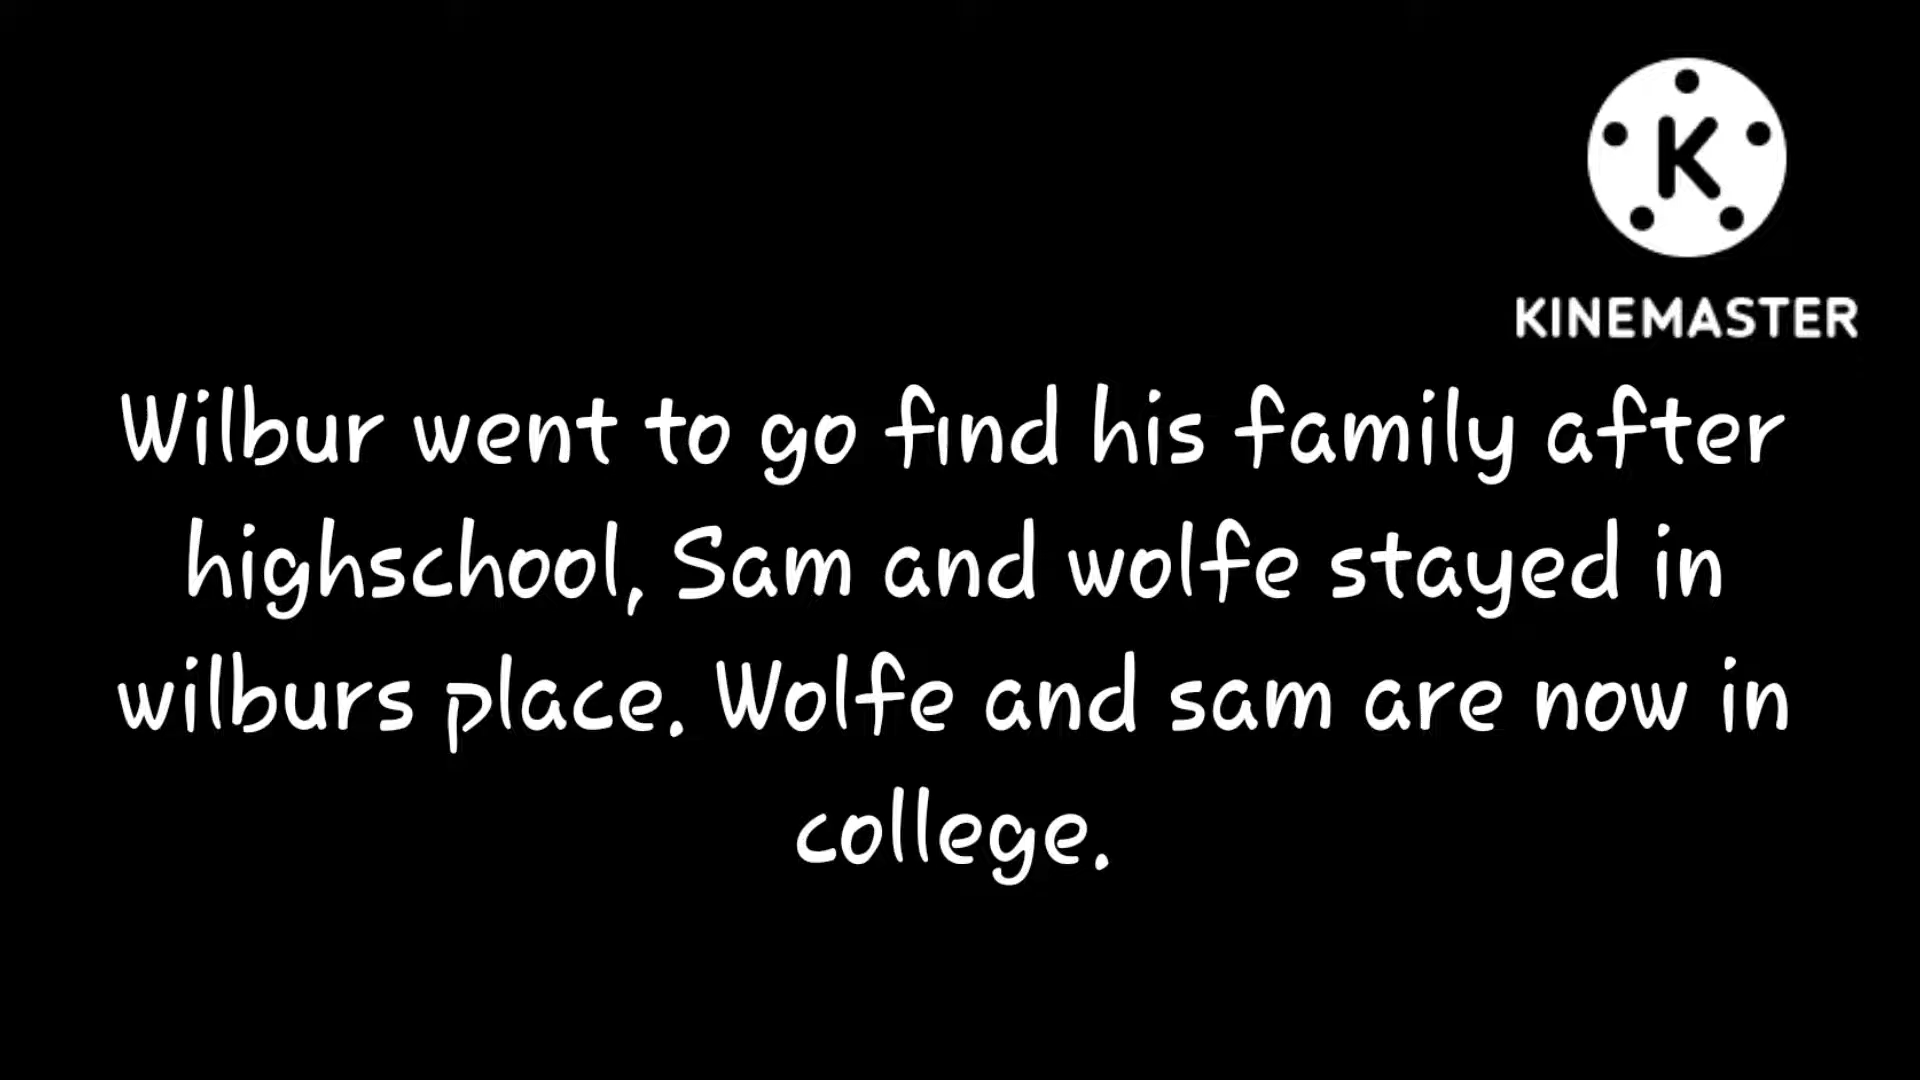 K
KINEMASTER
Wilbur went to go find his family after
highschool, Sam and wolfe stayed in
wilburs place. Wolfe and sam are now in
college.